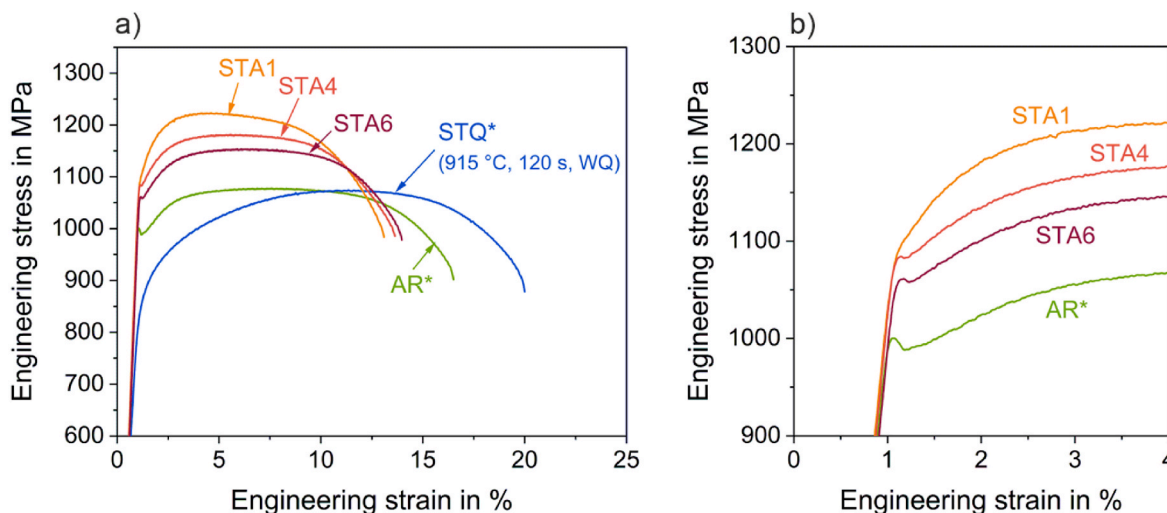 a)
1300
1200
1100
1000
900
800
700
600
0
5
10
15
20
25
Engineering stress in MPa
Engineering strain in %
STA1
STA4
STA6
STQ*
(915 °C, 120 s, WQ)
AR*
b)
1300
1200
1100
1000
900
0
1
2
3
4
Engineering stress in MPa
Engineering strain in %
STA1
STA4
STA6
AR*